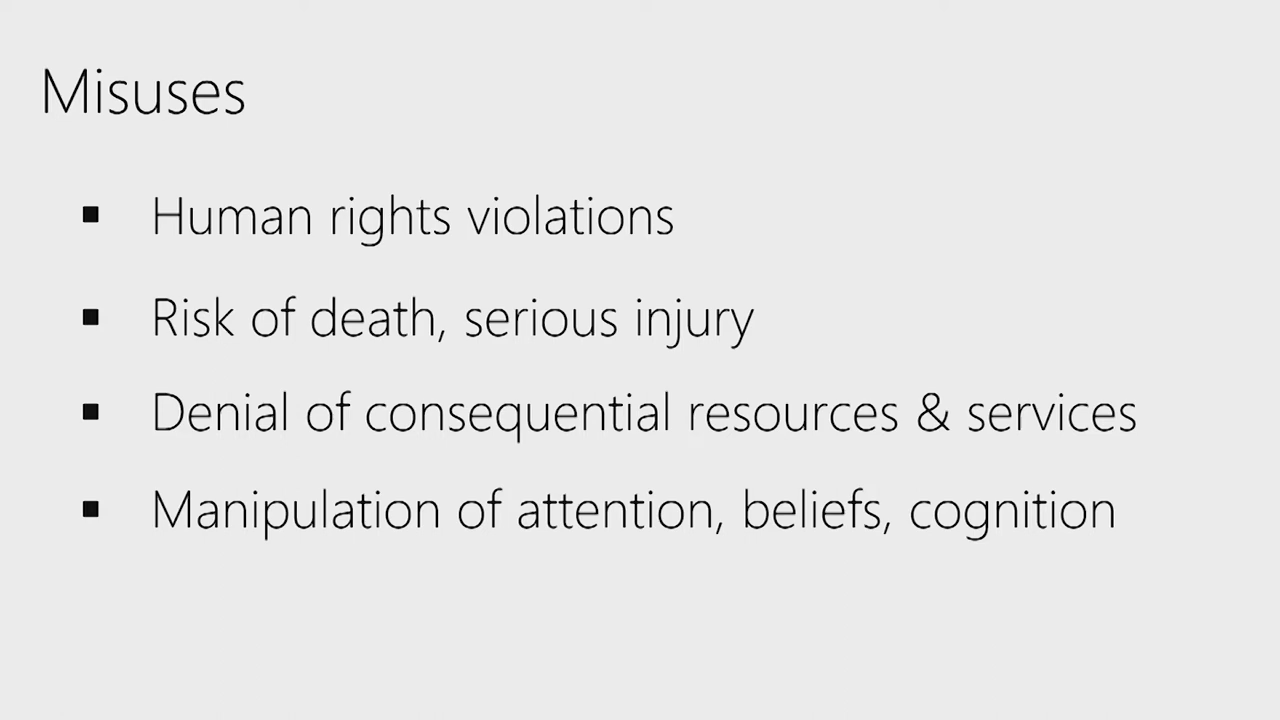 Misuses
▪ Human rights violations
▪ Risk of death, serious injury
▪ Denial of consequential resources & services
▪ Manipulation of attention, beliefs, cognition